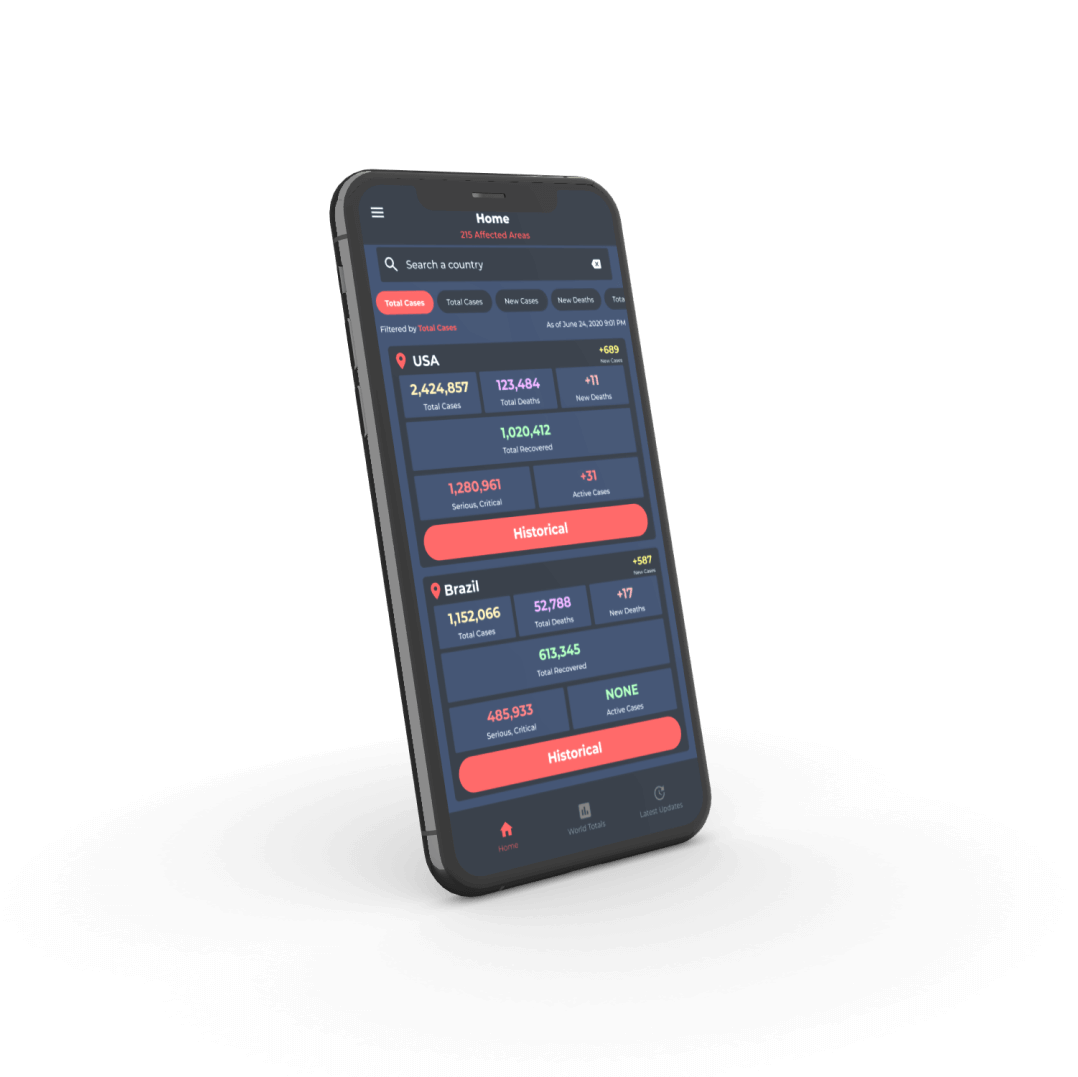 Home
215 Affected Areas
Search a country
Total Cases Total Cases New Cases New Deaths Tota
Filtered by Total Cases As of June 24, 2020 9:01 PM
USA +689
New Cases
2,424,857 123,484 +11
Total Cases Total Deaths New Deaths
1,020,412
Total Recovered
1,280,961 +31
Serious, Critical Active Cases
Historical
Brazil +587
New Cases
1,152,066 52,788 +17
Total Cases Total Deaths New Deaths
613,345
Total Recovered
485,933 NONE
Serious, Critical Active Cases
Historical
Home World Totals Latest Updates